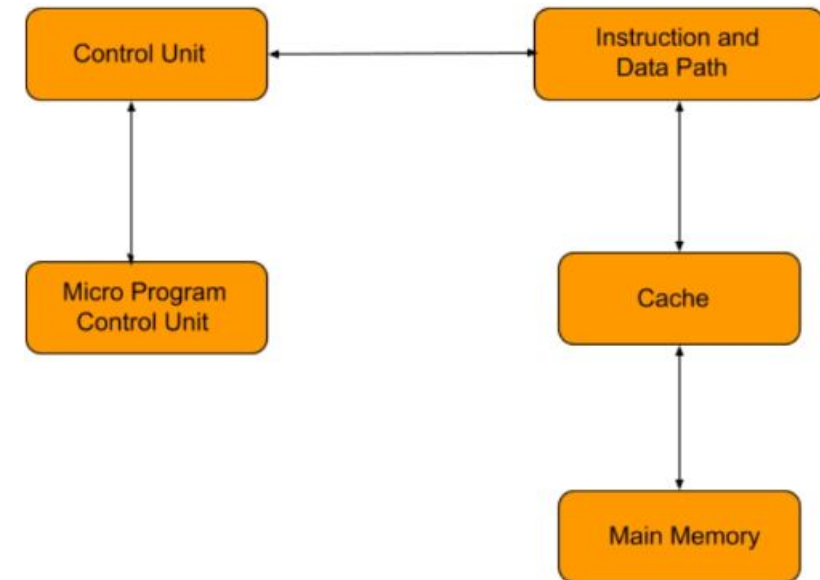 Control Unit
Instruction and
Data Path
Micro Program
Control Unit
Cache
Main Memory